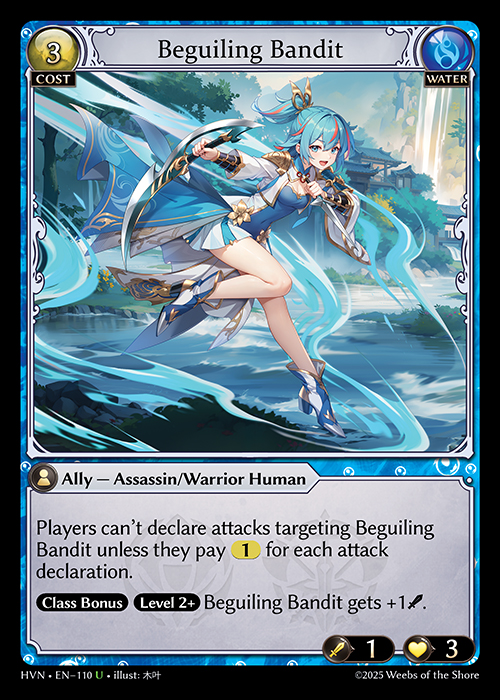 3
COST
Beguiling Bandit
WATER
Ally — Assassin/Warrior Human
Players can't declare attacks targeting Beguiling
Bandit unless they pay 1 for each attack
declaration.
Class Bonus Level 2+ Beguiling Bandit gets +1.
1
3
HVN • EN–110 U • illust: 木叶
©2025 Weebs of the Shore